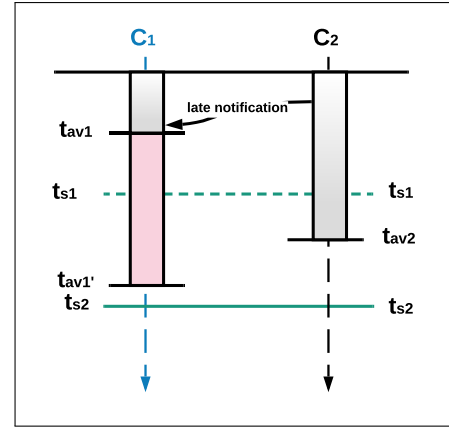 C1 C2
late notification
tav1
ts1 ts1
tav2
tav1'
ts2 ts2